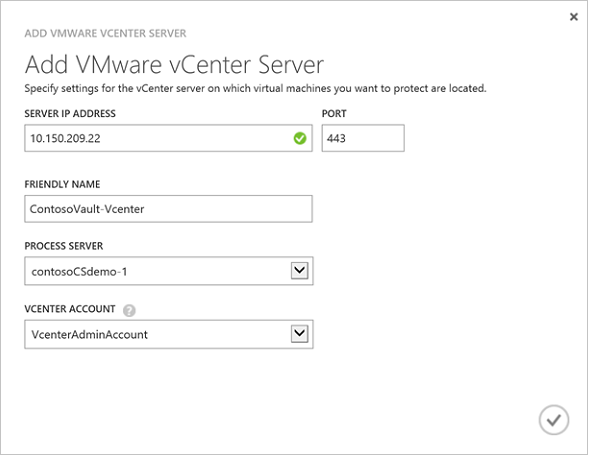 ADD VMWARE VCENTER SERVER
Add VMware vCenter Server
Specify settings for the vCenter server on which virtual machines you want to protect are located.
SERVER IP ADDRESS
PORT
10.150.209.22
443
FRIENDLY NAME
ContosoVault-Vcenter
PROCESS SERVER
contosoCSdemo-1
VCENTER ACCOUNT ?
VcenterAdminAccount